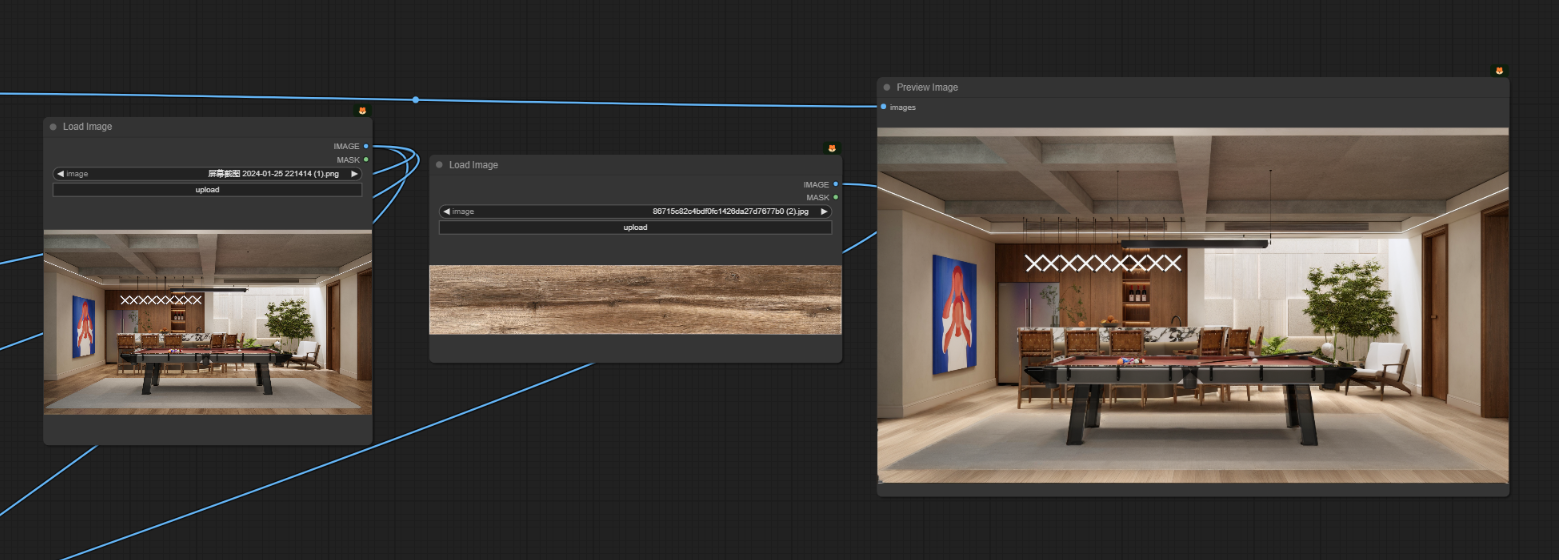 Load Image
IMAGE
MASK
image 屏幕截图 2024-01-25 221414 (1).png
upload
Load Image
IMAGE
MASK
image 86715c82c4bdf0fc1426da27d7677b0 (2).jpg
upload
Preview Image
images